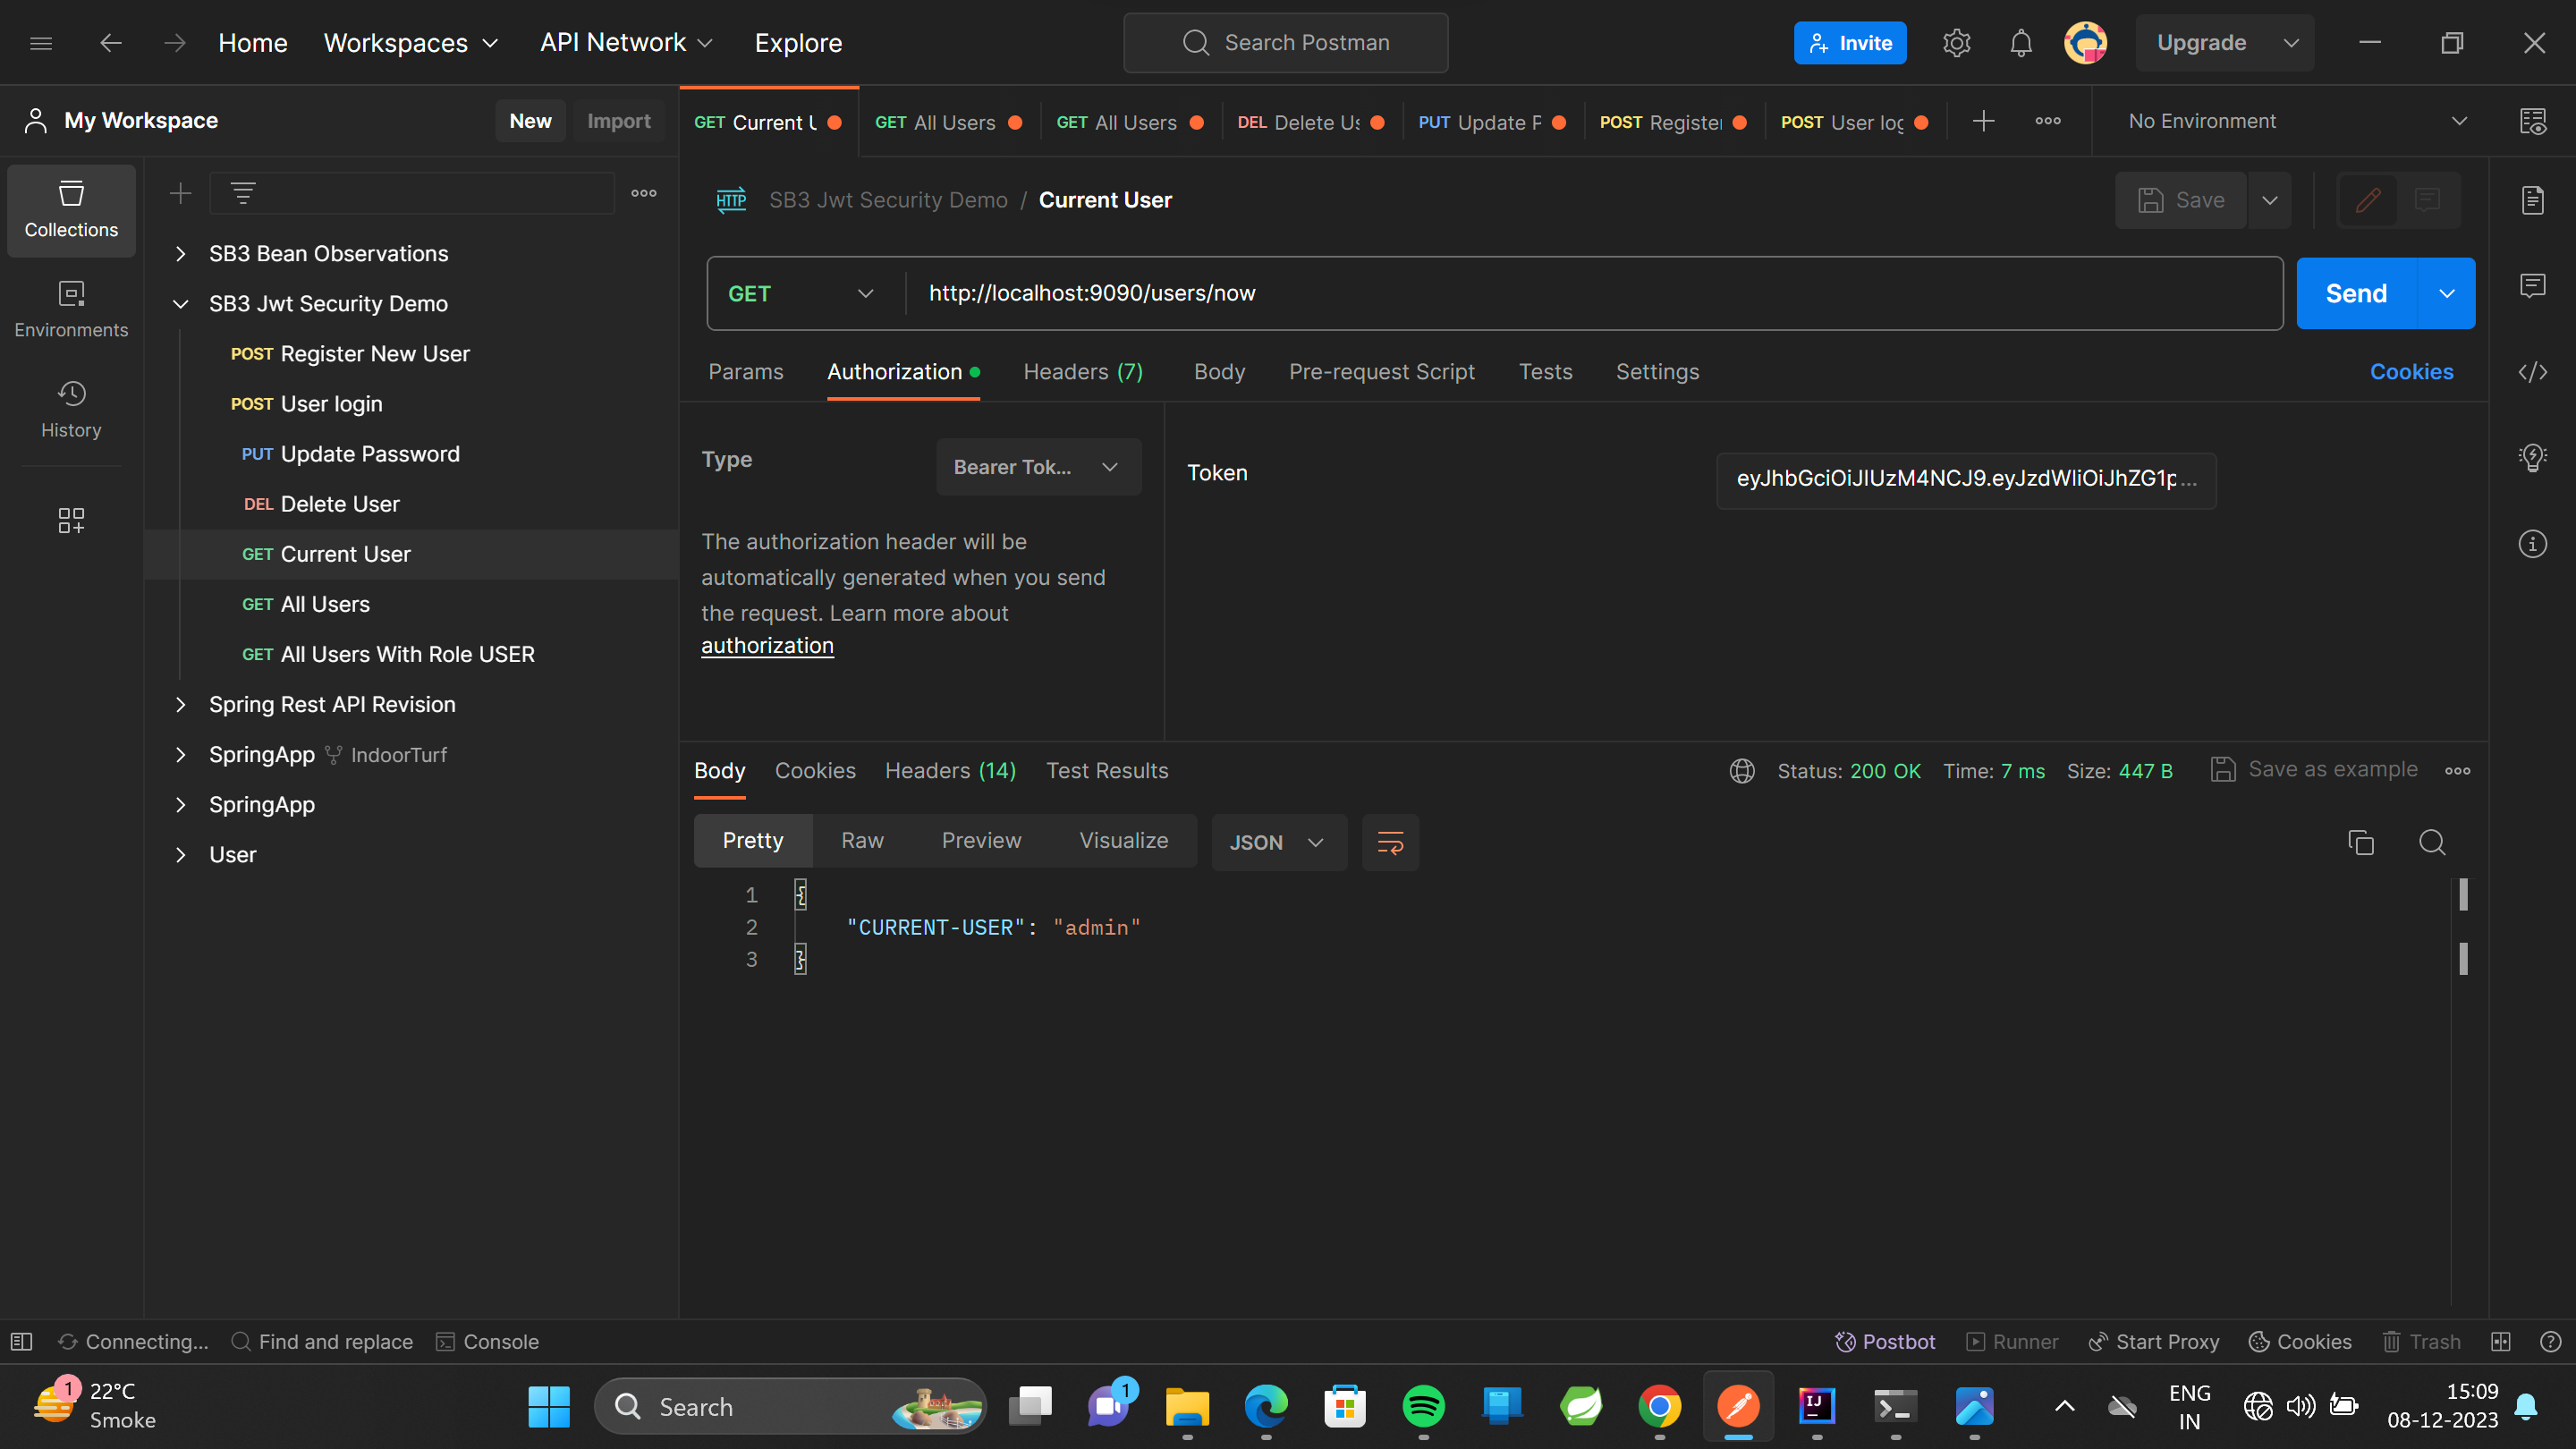 Home Workspaces API Network Explore Search Postman Invite Upgrade
My Workspace New Import GET Current U GET All Users GET All Users DEL Delete Us PUT Update P POST Register POST User log No Environment
Collections
Environments
History
SB3 Bean Observations
SB3 Jwt Security Demo
POST Register New User
POST User login
PUT Update Password
DEL Delete User
GET Current User
GET All Users
GET All Users With Role USER
Spring Rest API Revision
SpringApp IndoorTurf
SpringApp
User
HTTP SB3 Jwt Security Demo / Current User Save
GET http://localhost:9090/users/now Send
Params Authorization Headers (7) Body Pre-request Script Tests Settings Cookies
Type Bearer Tok...
The authorization header will be
automatically generated when you send
the request. Learn more about
authorization
Token eyJhbGciOiJIUzM4NCJ9.eyJzdWIiOiJhZG1p...
Body Cookies Headers (14) Test Results Status: 200 OK Time: 7 ms Size: 447 B Save as example
Pretty Raw Preview Visualize JSON
1 {
2 "CURRENT-USER": "admin"
3 }
Connecting... Find and replace Console Postbot Runner Start Proxy Cookies Trash
1 22°C
Smoke
Search
1
IJ
ENG
IN
15:09
08-12-2023